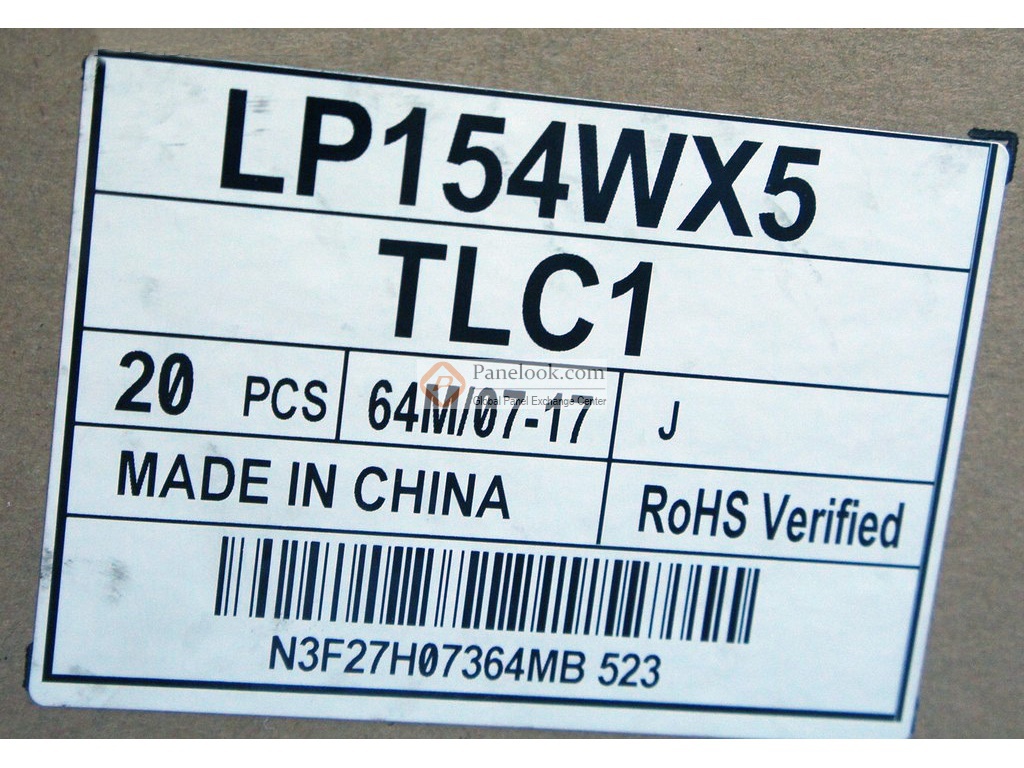 LP154WX5
TLC1
20 PCS 64M/07-17 J
Panelook.com
Global Panel Exchange Center
MADE IN CHINA RoHS Verified
N3F27H07364MB 523